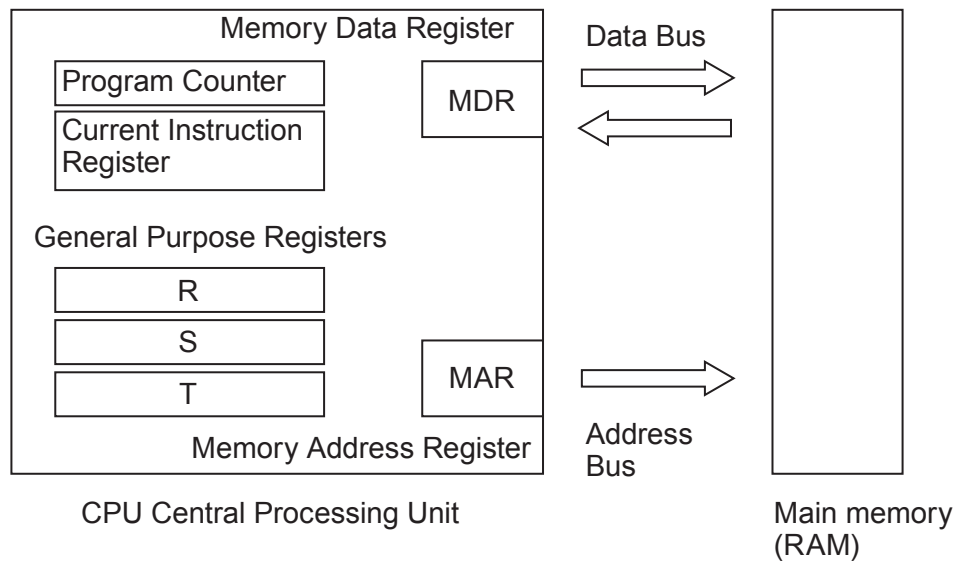 Memory Data Register
Data Bus
Program Counter
MDR
Current Instruction
Register
General Purpose Registers
R
S
T
MAR
Memory Address Register
Address
Bus
CPU Central Processing Unit
Main memory
(RAM)